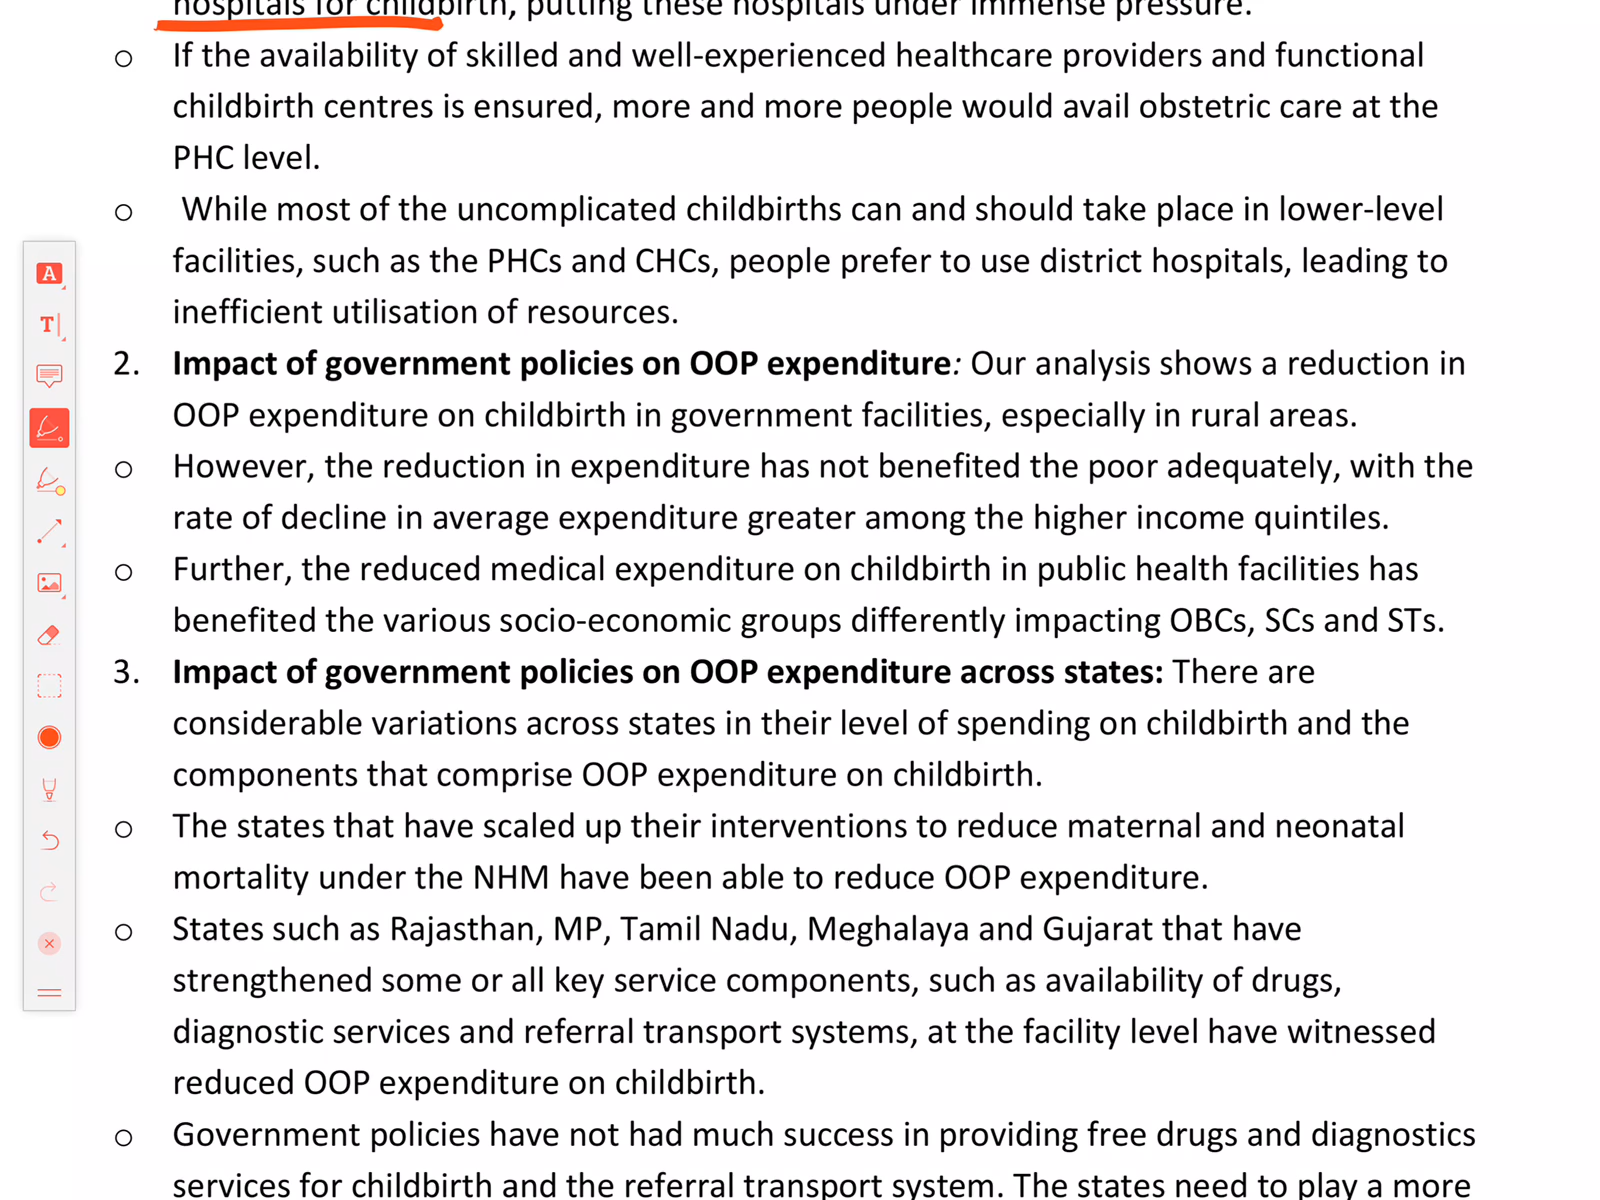 hospitals for childbirth, putting these hospitals under immense pressure.
o If the availability of skilled and well-experienced healthcare providers and functional
childbirth centres is ensured, more and more people would avail obstetric care at the
PHC level.
o While most of the uncomplicated childbirths can and should take place in lower-level
facilities, such as the PHCs and CHCs, people prefer to use district hospitals, leading to
inefficient utilisation of resources.
2. Impact of government policies on OOP expenditure: Our analysis shows a reduction in
OOP expenditure on childbirth in government facilities, especially in rural areas.
o However, the reduction in expenditure has not benefited the poor adequately, with the
rate of decline in average expenditure greater among the higher income quintiles.
o Further, the reduced medical expenditure on childbirth in public health facilities has
benefited the various socio-economic groups differently impacting OBCs, SCs and STs.
3. Impact of government policies on OOP expenditure across states: There are
considerable variations across states in their level of spending on childbirth and the
components that comprise OOP expenditure on childbirth.
o The states that have scaled up their interventions to reduce maternal and neonatal
mortality under the NHM have been able to reduce OOP expenditure.
o States such as Rajasthan, MP, Tamil Nadu, Meghalaya and Gujarat that have
strengthened some or all key service components, such as availability of drugs,
diagnostic services and referral transport systems, at the facility level have witnessed
reduced OOP expenditure on childbirth.
o Government policies have not had much success in providing free drugs and diagnostics
services for childbirth and the referral transport system. The states need to play a more
A
T